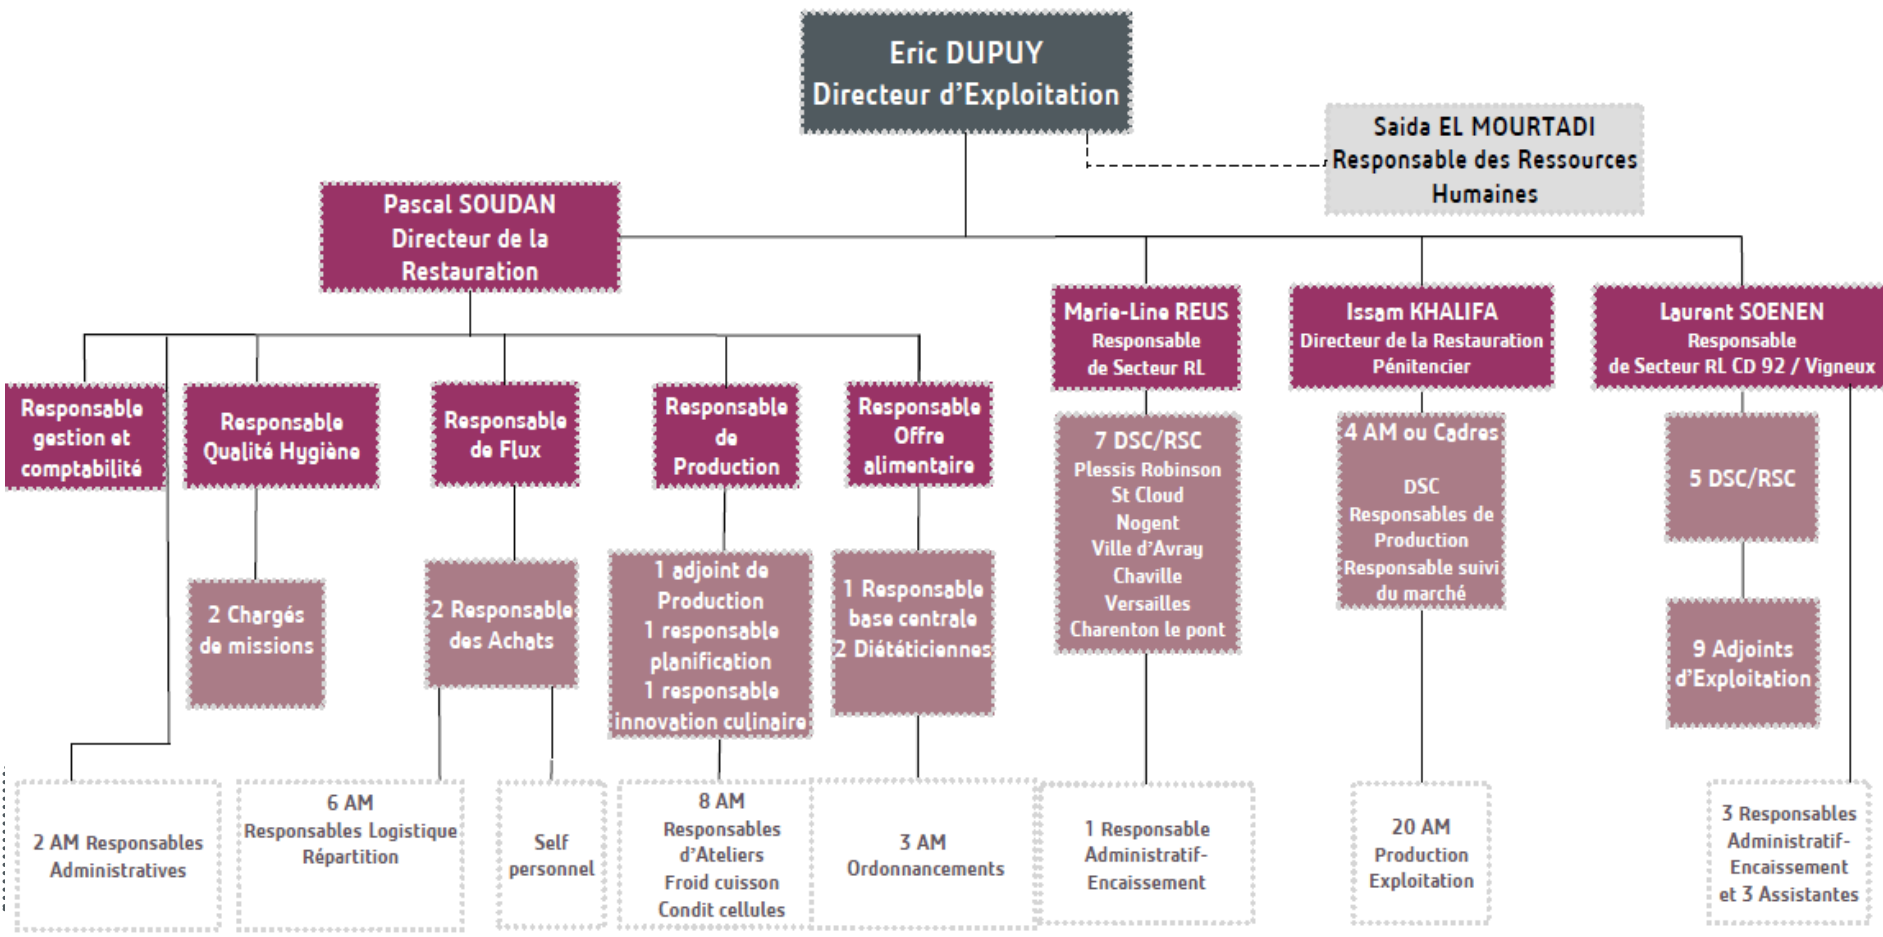 Eric DUPUY
Directeur d'Exploitation
Saida EL MOURTADI
Responsable des Ressources
Humaines
Pascal SOUDAN
Directeur de la
Restauration
Marie-Line REUS
Responsable
de Secteur RL
Issam KHALIFA
Directeur de la Restauration
Pénitencier
Laurent SOENEN
Responsable
de Secteur RL CD 92 / Vigneux
Responsable
gestion et
comptabilité
Responsable
Qualité Hygiène
Responsable
de Flux
Responsable
de
Production
Responsable
Offre
alimentaire
7 DSC/RSC
Plessis Robinson
St Cloud
Nogent
Ville d'Avray
Chaville
Versailles
Charenton le pont
4 AM ou Cadres
DSC
Responsables de
Production
Responsable suivi
du marché
5 DSC/RSC
2 Chargés
de missions
2 Responsable
des Achats
1 adjoint de
Production
1 responsable
planification
1 responsable
innovation culinaire
1 Responsable
base centrale
2 Diététiciennes
9 Adjoints
d'Exploitation
2 AM Responsables
Administratives
6 AM
Responsables Logistique
Répartition
Self
personnel
8 AM
Responsables
d'Ateliers
Froid cuisson
Condit cellules
3 AM
Ordonnancements
1 Responsable
Administratif-
Encaissement
20 AM
Production
Exploitation
3 Responsables
Administratif-
Encaissement
et 3 Assistantes